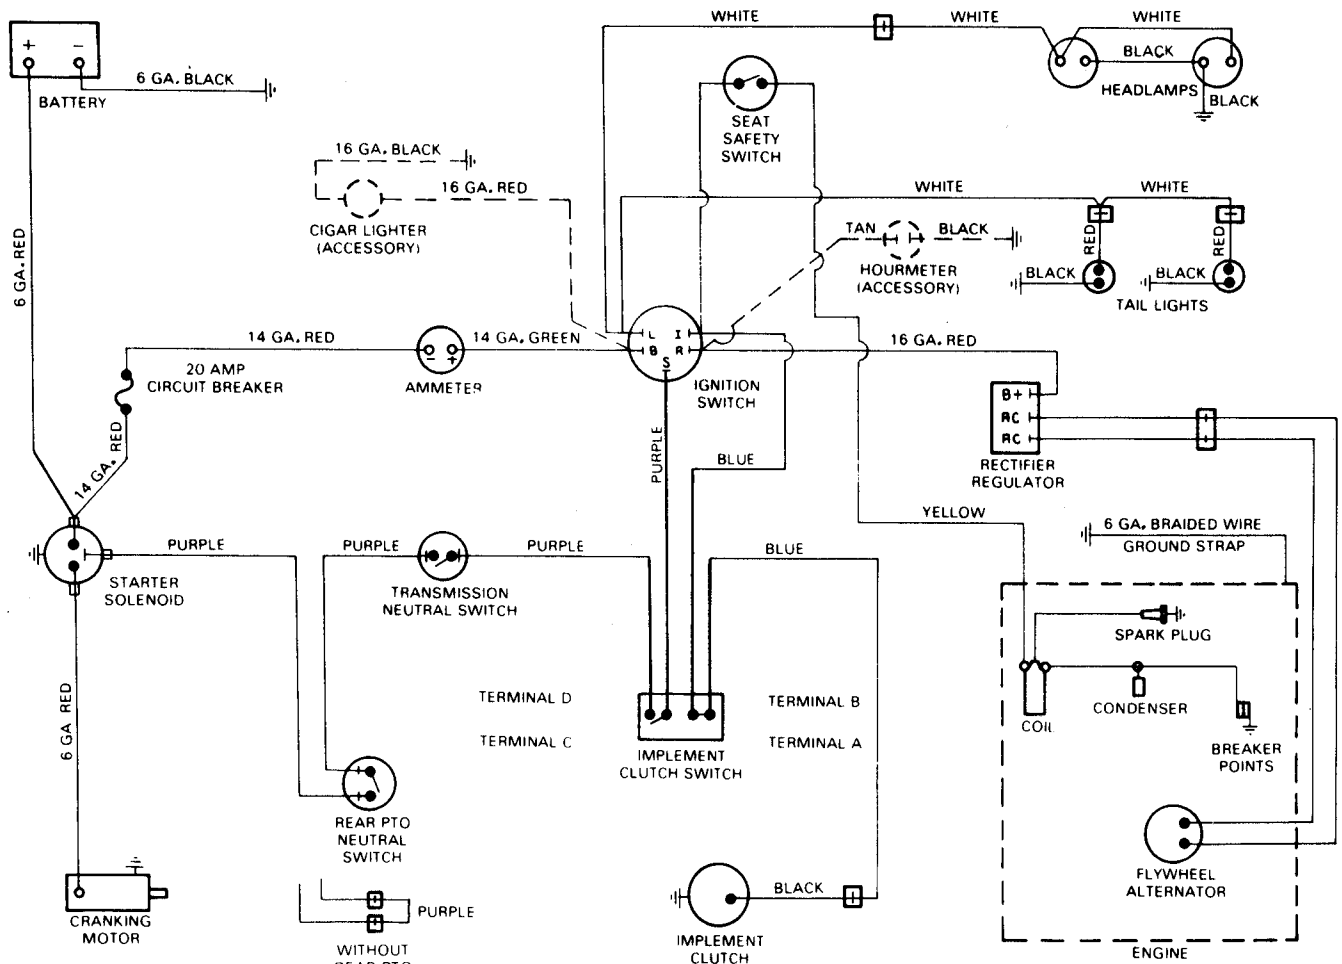 WHITE
WHITE
WHITE
+ −
BATTERY
6 GA. BLACK
BLACK
HEADLAMPS
BLACK
SEAT
SAFETY
SWITCH
16 GA. BLACK
16 GA. RED
CIGAR LIGHTER
(ACCESSORY)
WHITE
WHITE
TAN
BLACK
HOURMETER
(ACCESSORY)
RED
RED
BLACK
BLACK
TAIL LIGHTS
6 GA. RED
14 GA. RED
− +
AMMETER
14 GA. GREEN
L I
B R
S
IGNITION
SWITCH
16 GA. RED
20 AMP
CIRCUIT BREAKER
14 GA. RED
B+
RC
RC
RECTIFIER
REGULATOR
PURPLE
BLUE
YELLOW
6 GA. BRAIDED WIRE
GROUND STRAP
PURPLE
PURPLE
PURPLE
BLUE
STARTER
SOLENOID
TRANSMISSION
NEUTRAL SWITCH
SPARK PLUG
TERMINAL D
TERMINAL B
TERMINAL C
TERMINAL A
IMPLEMENT
CLUTCH SWITCH
COIL
CONDENSER
BREAKER
POINTS
6 GA RED
REAR PTO
NEUTRAL
SWITCH
FLYWHEEL
ALTERNATOR
CRANKING
MOTOR
PURPLE
WITHOUT
BLACK
IMPLEMENT
CLUTCH
ENGINE